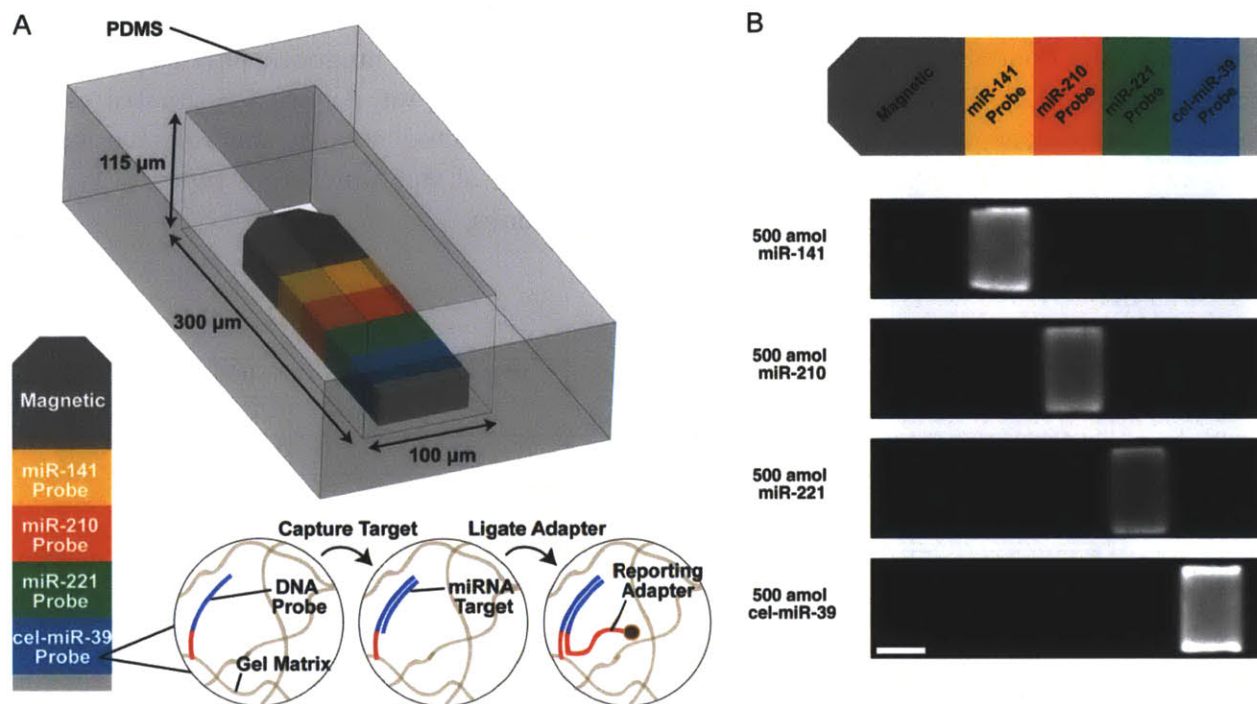 A
PDMS
115 µm
300 µm
100 µm
Magnetic
miR-141
Probe
miR-210
Probe
miR-221
Probe
cel-miR-39
Probe
Capture Target
Ligate Adapter
DNA
Probe
Gel Matrix
miRNA
Target
Reporting
Adapter
B
Magnetic
miR-141
Probe
miR-210
Probe
miR-221
Probe
cel-miR-39
Probe
500 amol
miR-141
500 amol
miR-210
500 amol
miR-221
500 amol
cel-miR-39